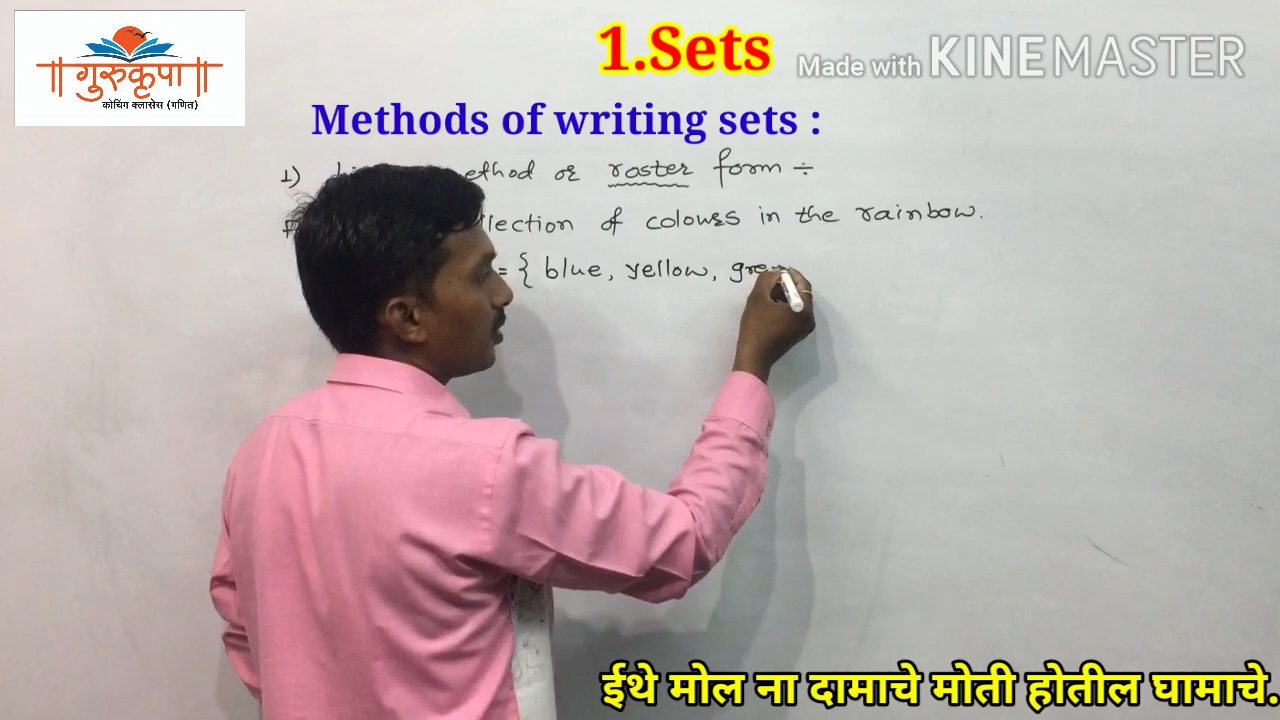 ॥ गुरुकृपा ॥
कोचिंग क्लासेस (गणित)
1.Sets
Made with KINEMASTER
Methods of writing sets :
1) ethod or roster form ÷
llection of colours in the rainbow.
= { blue, yellow, gre
ईथे मोल ना दामाचे मोती होतील घामाचे.